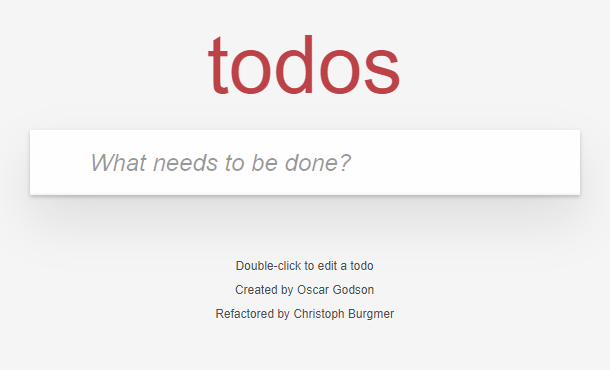 todos
What needs to be done?
Double-click to edit a todo
Created by Oscar Godson
Refactored by Christoph Burgmer